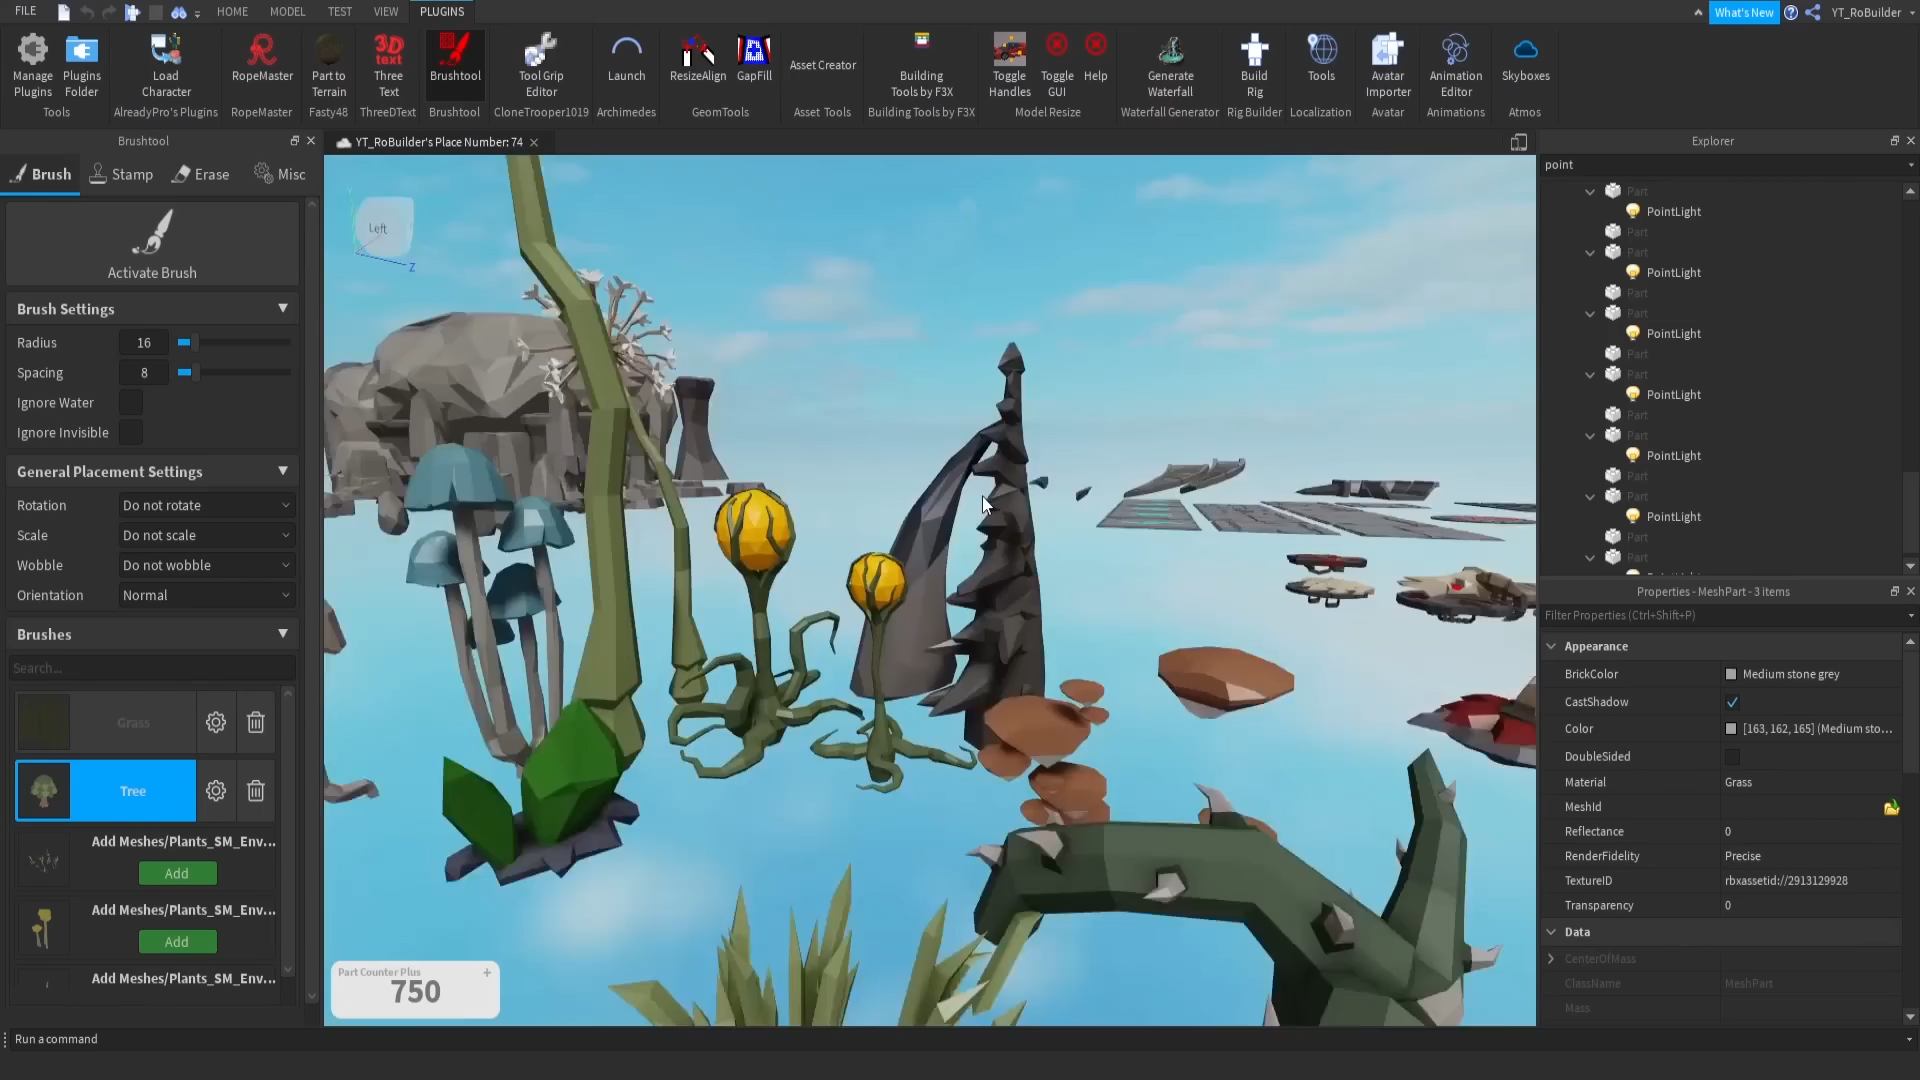 FILE
HOME
MODEL
TEST
VIEW
PLUGINS
What's New
YT_RoBuilder
Manage Plugins
Plugins Folder
Load Character
RopeMaster
Part to Terrain
Three Text
Brushtool
Tool Grip Editor
Launch
ResizeAlign
GapFill
Asset Creator
Building Tools by F3X
Toggle Handles
Toggle GUI
Help
Generate Waterfall
Build Rig
Tools
Avatar Importer
Animation Editor
Skyboxes
Tools
AlreadyPro's Plugins
RopeMaster
Fasty48
ThreeDText
Brushtool
CloneTrooper1019
Archimedes
GeomTools
Asset Tools
Building Tools by F3X
Model Resize
Waterfall Generator
Rig Builder
Localization
Avatar
Animations
Atmos
Brushtool
Brush
Stamp
Erase
Misc
Activate Brush
Brush Settings
Radius 16
Spacing 8
Ignore Water
Ignore Invisible
General Placement Settings
Rotation Do not rotate
Scale Do not scale
Wobble Do not wobble
Orientation Normal
Brushes
Search...
Grass
Tree
Add Meshes/Plants_SM_Env...
Add
Add Meshes/Plants_SM_Env...
Add
Add Meshes/Plants_SM_Env...
YT_RoBuilder's Place Number: 74
Left
Z
Part Counter Plus +
750
Explorer
point
Part
PointLight
Part
Part
PointLight
Part
Part
PointLight
Part
Part
PointLight
Part
Part
PointLight
Part
Part
PointLight
Part
Part
Properties - MeshPart - 3 items
Filter Properties (Ctrl+Shift+P)
Appearance
BrickColor Medium stone grey
CastShadow
Color [163, 162, 165] (Medium sto...
DoubleSided
Material Grass
MeshId
Reflectance 0
RenderFidelity Precise
TextureID rbxassetid://2913129928
Transparency 0
Data
CenterOfMass
ClassName MeshPart
Mass
Run a command